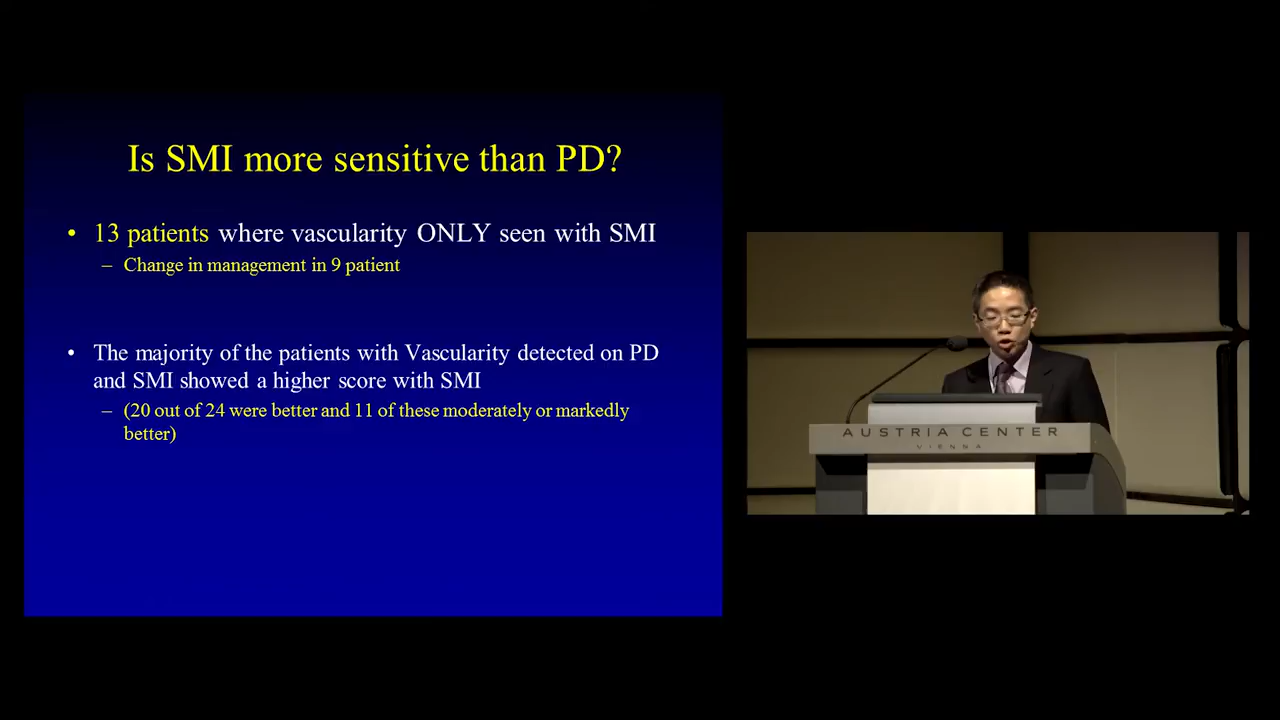 Is SMI more sensitive than PD?
• 13 patients where vascularity ONLY seen with SMI
– Change in management in 9 patient
• The majority of the patients with Vascularity detected on PD
and SMI showed a higher score with SMI
– (20 out of 24 were better and 11 of these moderately or markedly
better)
AUSTRIA CENTER
VIENNA